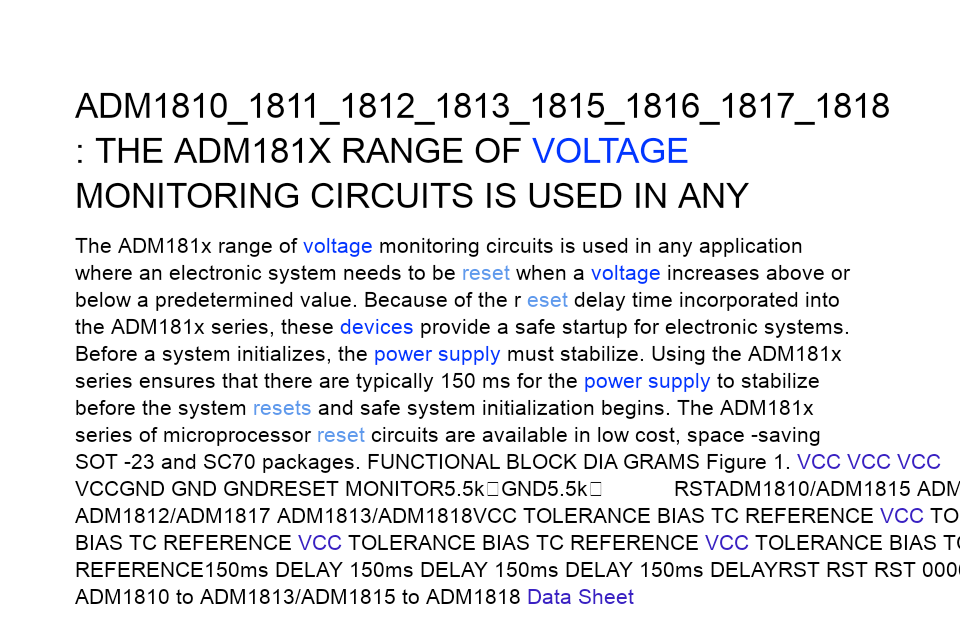 ADM1810_1811_1812_1813_1815_1816_1817_1818
: THE ADM181X RANGE OF VOLTAGE
MONITORING CIRCUITS IS USED IN ANY
The ADM181x range of voltage monitoring circuits is used in any application
where an electronic system needs to be reset when a voltage increases above or
below a predetermined value. Because of the r eset delay time incorporated into
the ADM181x series, these devices provide a safe startup for electronic systems.
Before a system initializes, the power supply must stabilize. Using the ADM181x
series ensures that there are typically 150 ms for the power supply to stabilize
before the system resets and safe system initialization begins. The ADM181x
series of microprocessor reset circuits are available in low cost, space -saving
SOT -23 and SC70 packages. FUNCTIONAL BLOCK DIA GRAMS Figure 1. VCC VCC VCC
VCCGND GND GNDRESET MONITOR5.5k□GND5.5k□ RSTADM1810/ADM1815 ADM
ADM1812/ADM1817 ADM1813/ADM1818VCC TOLERANCE BIAS TC REFERENCE VCC TO
BIAS TC REFERENCE VCC TOLERANCE BIAS TC REFERENCE VCC TOLERANCE BIAS TC
REFERENCE150ms DELAY 150ms DELAY 150ms DELAY 150ms DELAYRST RST RST 000
ADM1810 to ADM1813/ADM1815 to ADM1818 Data Sheet